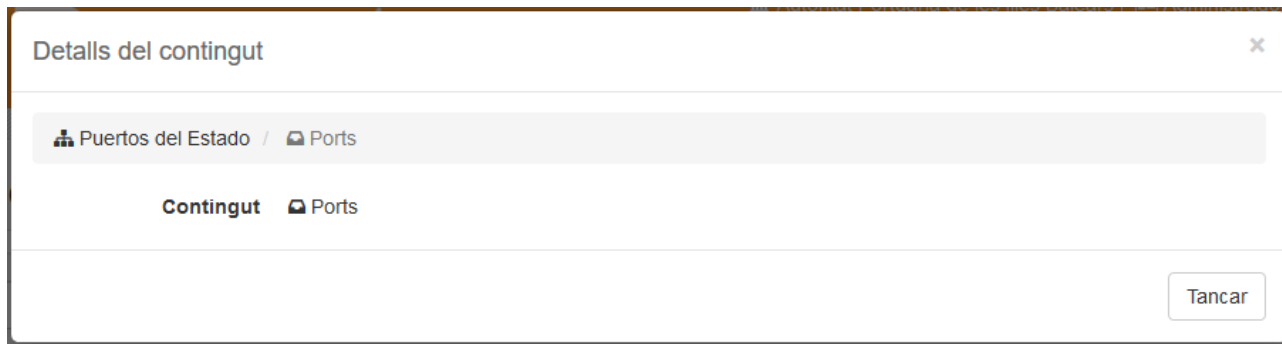 Detalls del contingut
×
Puertos del Estado / Ports
Contingut Ports
Tancar